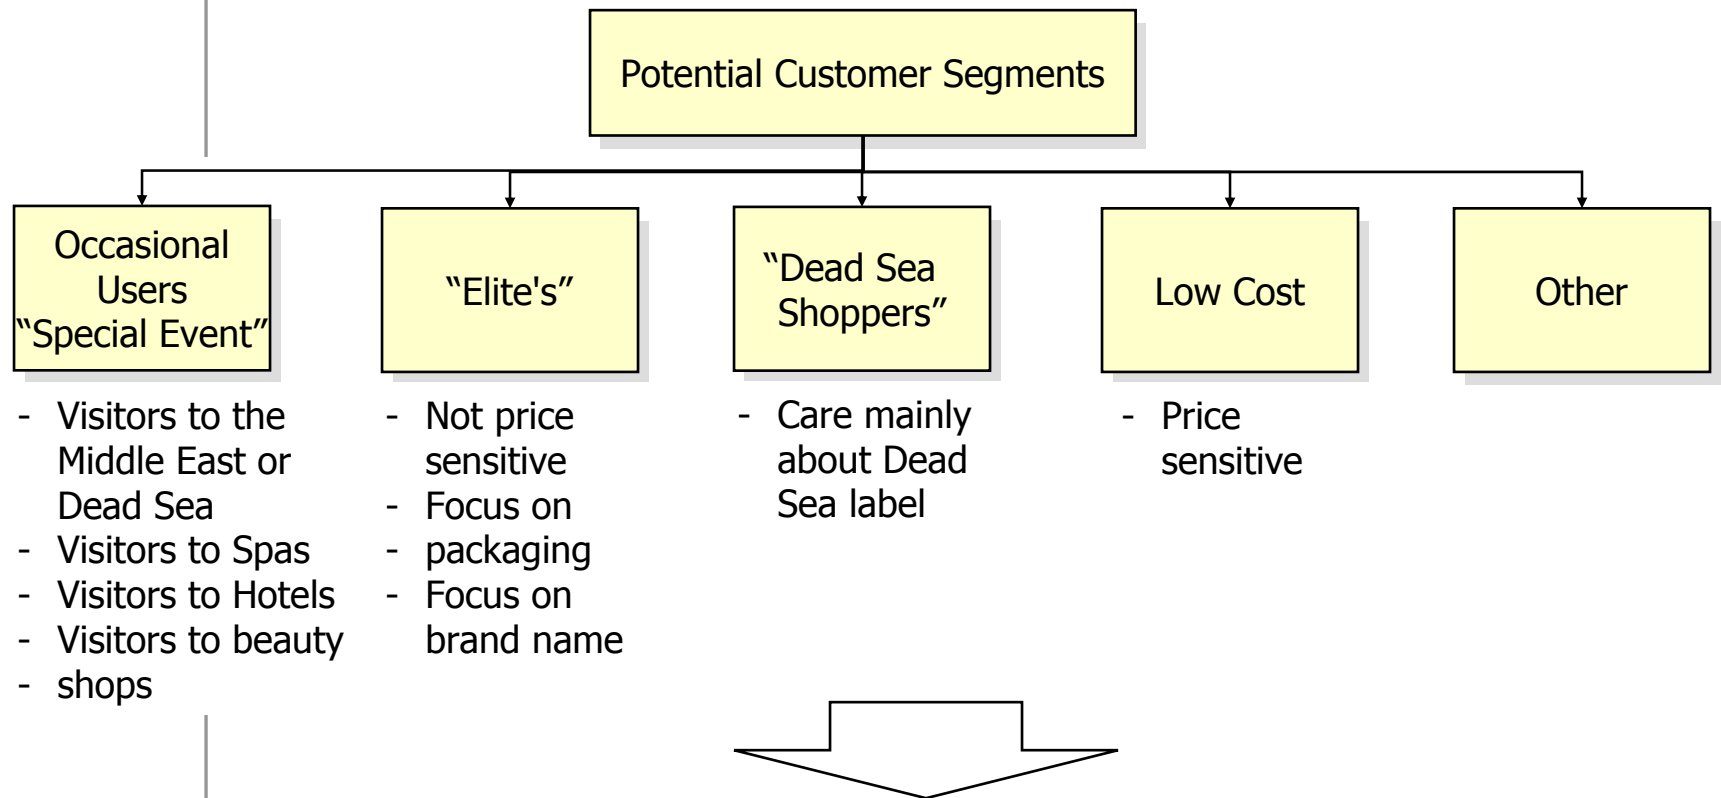 Potential Customer Segments
Occasional
Users
“Special Event”
“Elite's”
“Dead Sea
Shoppers”
Low Cost
Other
- Visitors to the
Middle East or
Dead Sea
- Visitors to Spas
- Visitors to Hotels
- Visitors to beauty
- shops
- Not price
sensitive
- Focus on
- packaging
- Focus on
brand name
- Care mainly
about Dead
Sea label
- Price
sensitive